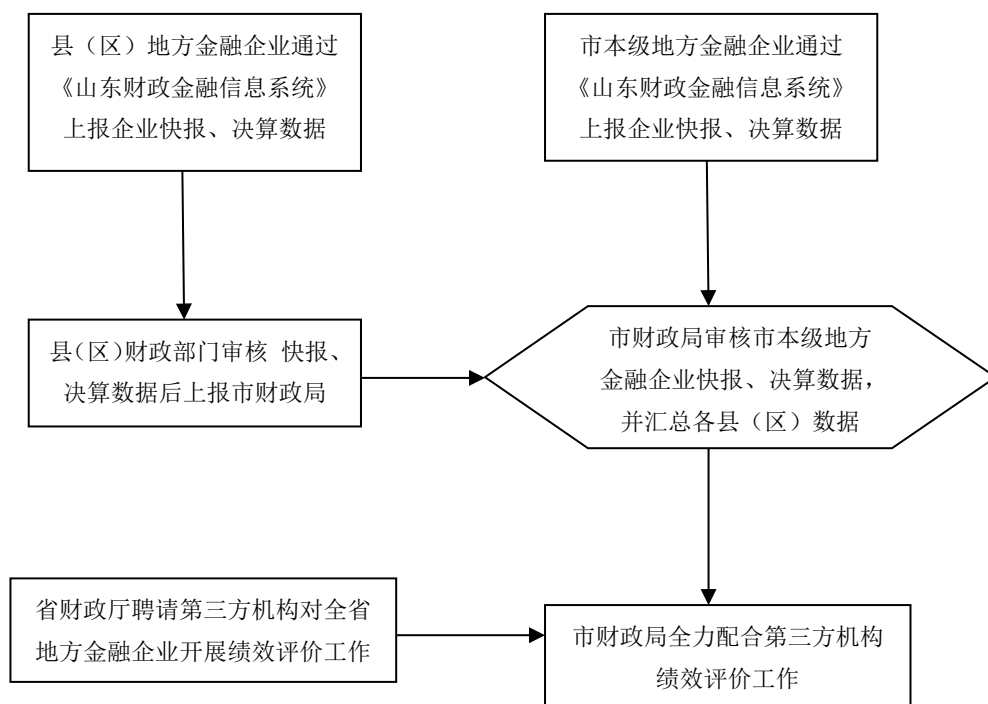 县（区）地方金融企业通过
《山东财政金融信息系统》
上报企业快报、决算数据
市本级地方金融企业通过
《山东财政金融信息系统》
上报企业快报、决算数据
县(区)财政部门审核 快报、
决算数据后上报市财政局
市财政局审核市本级地方
金融企业快报、决算数据，
并汇总各县（区）数据
省财政厅聘请第三方机构对全省
地方金融企业开展绩效评价工作
市财政局全力配合第三方机构
绩效评价工作